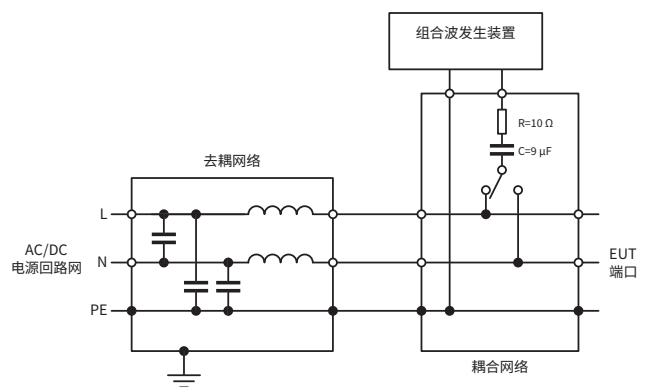 组合波发生装置
R=10 Ω
C=9 μF
去耦网络
L
AC/DC
电源回路网
N
EUT
端口
PE
耦合网络